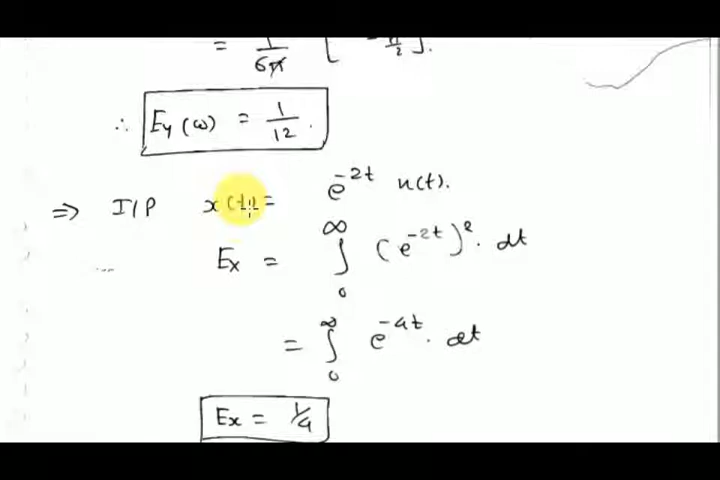 = 1/6π [ π/2 ].
∴ Ey(ω) = 1/12.
⇒ I/P x(t) = e^-2t u(t).
Ex = ∫0^∞ (e^-2t)^2. dt
= ∫0^∞ e^-4t. dt
Ex = 1/4